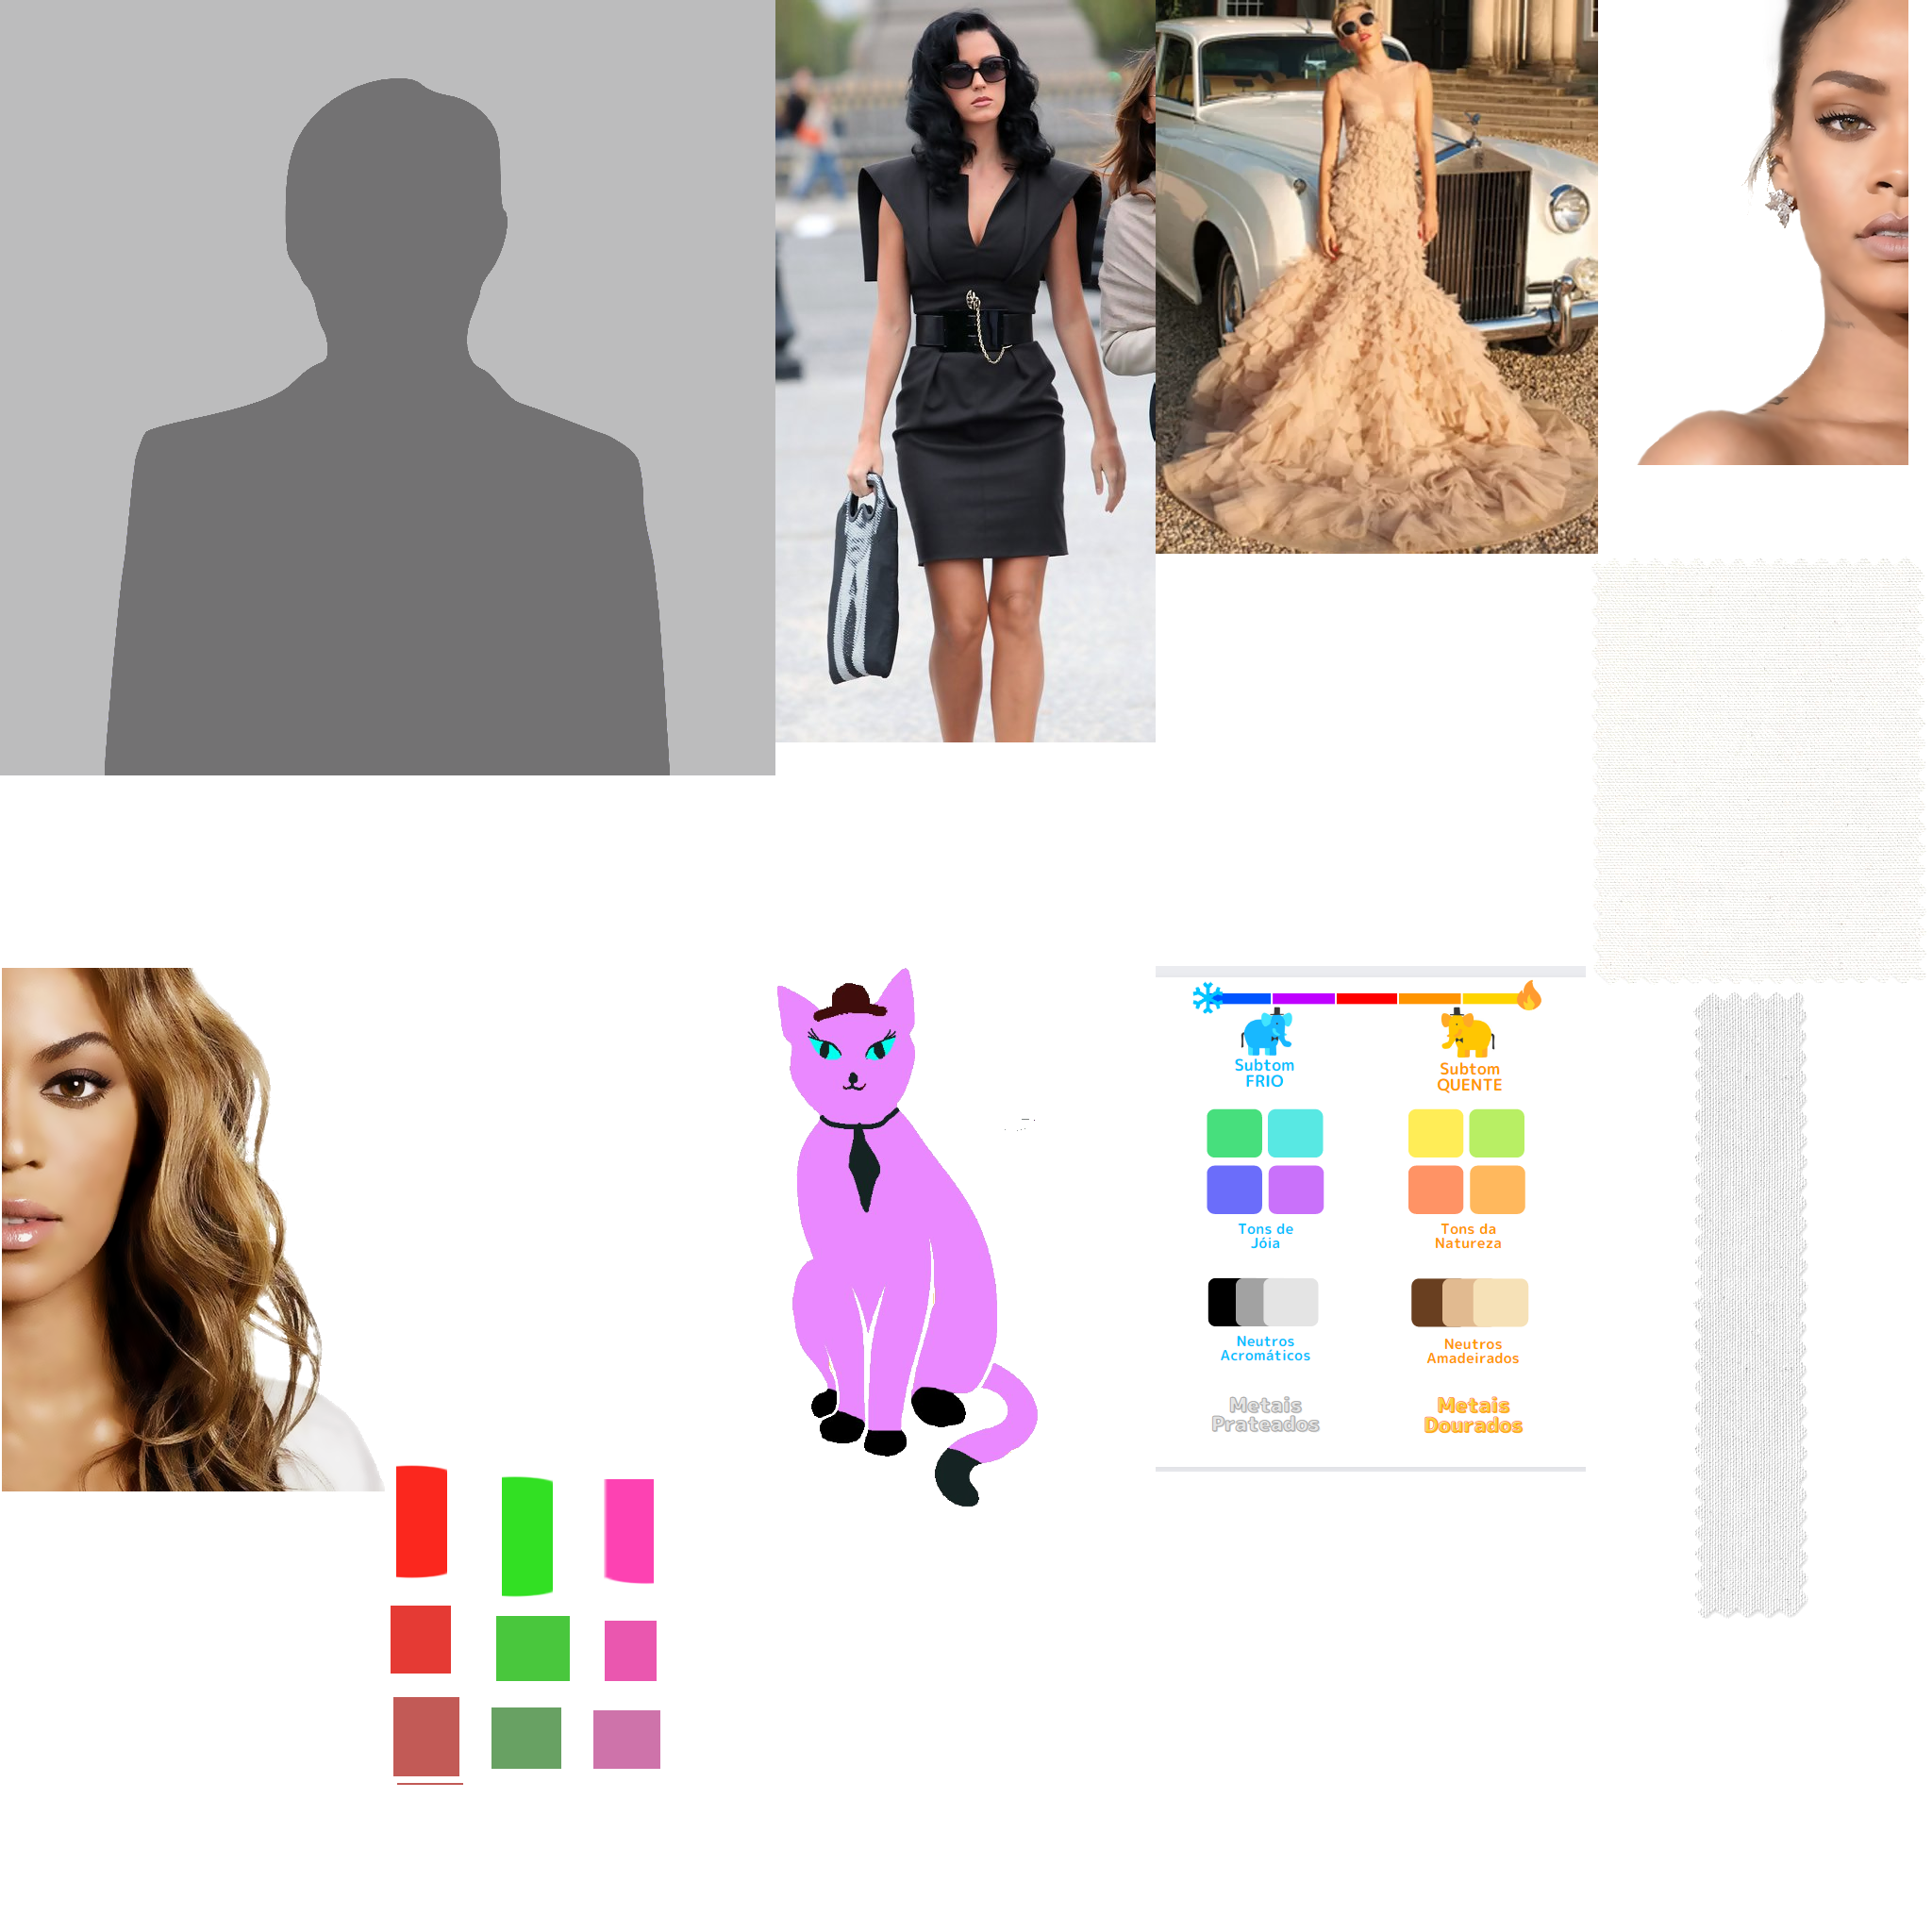 Subtom
FRIO
Subtom
QUENTE
Tons de
Jóia
Tons da
Natureza
Neutros
Acromáticos
Neutros
Amadeirados
Metais
Prateados
Metais
Dourados